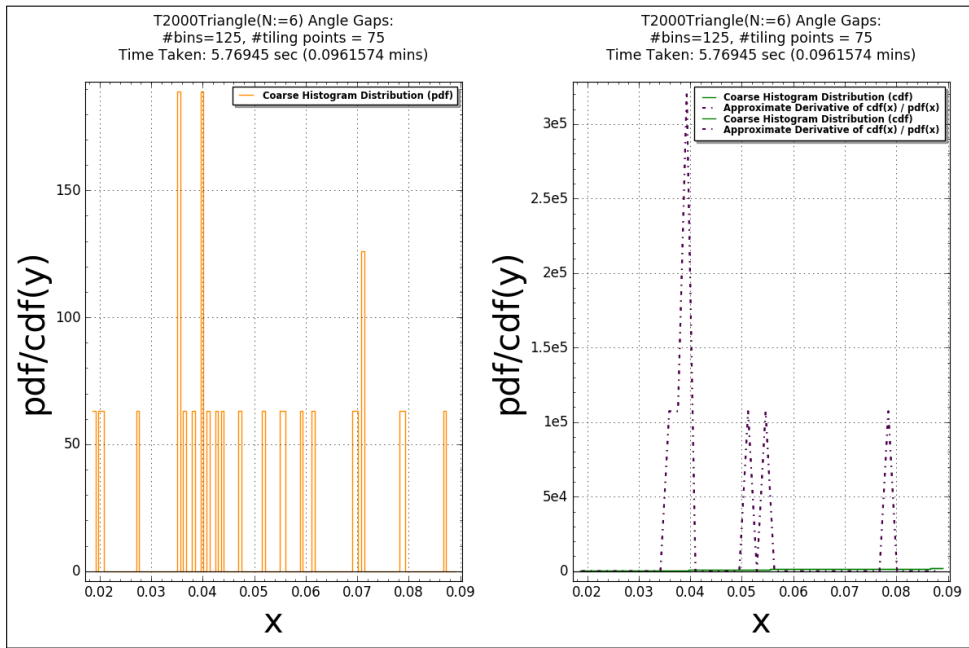 T2000Triangle(N:=6) Angle Gaps:
#bins=125, #tiling points = 75
Time Taken: 5.76945 sec (0.0961574 mins)
Coarse Histogram Distribution (pdf)
150
100
50
0
pdf/cdf(y)
0.02 0.03 0.04 0.05 0.06 0.07 0.08 0.09
x
T2000Triangle(N:=6) Angle Gaps:
#bins=125, #tiling points = 75
Time Taken: 5.76945 sec (0.0961574 mins)
Coarse Histogram Distribution (cdf)
Approximate Derivative of cdf(x) / pdf(x)
Coarse Histogram Distribution (cdf)
Approximate Derivative of cdf(x) / pdf(x)
3e5
2.5e5
2e5
1.5e5
1e5
5e4
0
pdf/cdf(y)
0.02 0.03 0.04 0.05 0.06 0.07 0.08 0.09
x